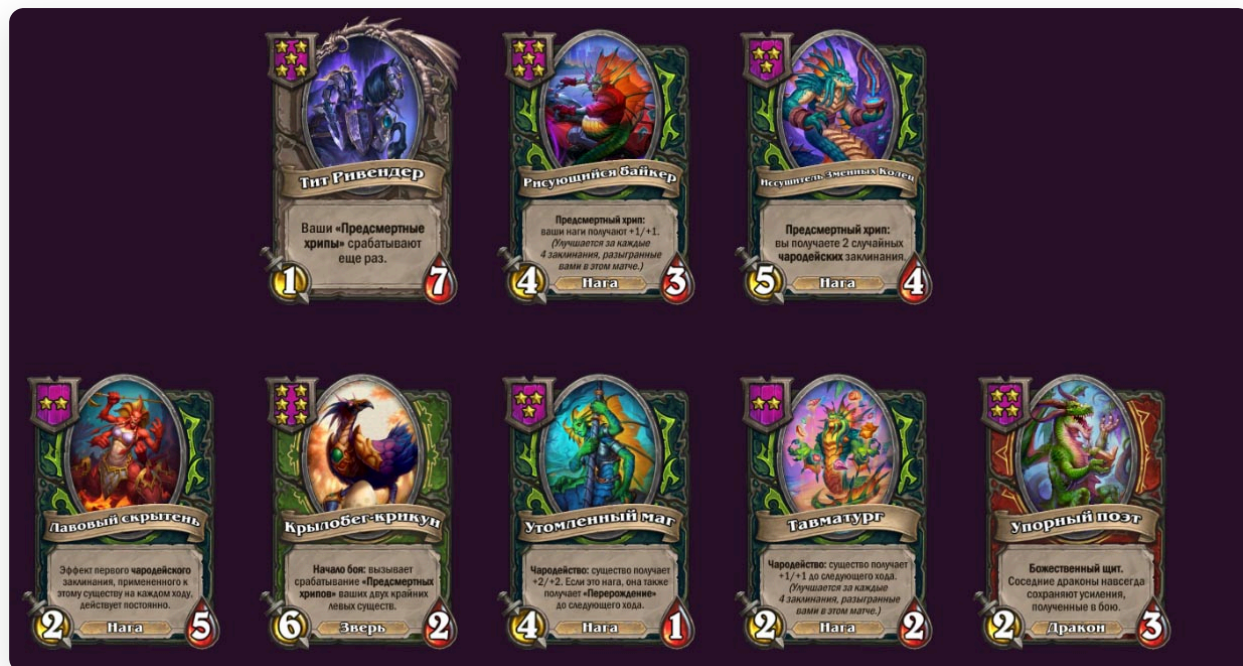 Тит Ривендер
Ваши «Предсмертные
хрипы» срабатывают
еще раз.
1
7
Рисующийся байкер
Предсмертный хрип:
ваши наги получают +1/+1.
(Улучшается за каждые
4 заклинания, разыгранные
вами в этом матче.)
4
Нага
3
Иссушитель Змеиных Колец
Предсмертный хрип:
вы получаете 2 случайных
чародейских заклинания.
5
Нага
4
Лавовый скрытень
Эффект первого чародейского
заклинания, примененного к
этому существу на каждом ходу,
действует постоянно.
2
Нага
5
Крылобег-крикун
Начало боя: вызывает
срабатывание «Предсмертных
хрипов» ваших двух крайних
левых существ.
6
Зверь
2
Утомленный маг
Чародейство: существо получает
+2/+2. Если это нага, она также
получает «Перерождение»
до следующего хода.
4
Нага
1
Тавматург
Чародейство: существо получает
+1/+1 до следующего хода.
(Улучшается за каждые
4 заклинания, разыгранные
вами в этом матче.)
2
Нага
2
Упорный поэт
Божественный щит.
Соседние драконы навсегда
сохраняют усиления,
полученные в бою.
2
Дракон
3